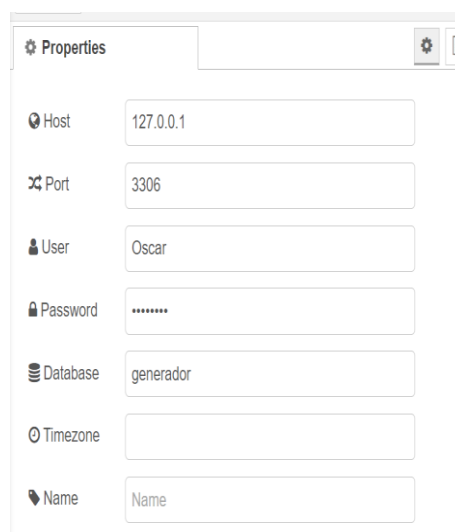 Properties
Host 127.0.0.1
Port 3306
User Oscar
Password ••••••••
Database generador
Timezone
Name Name